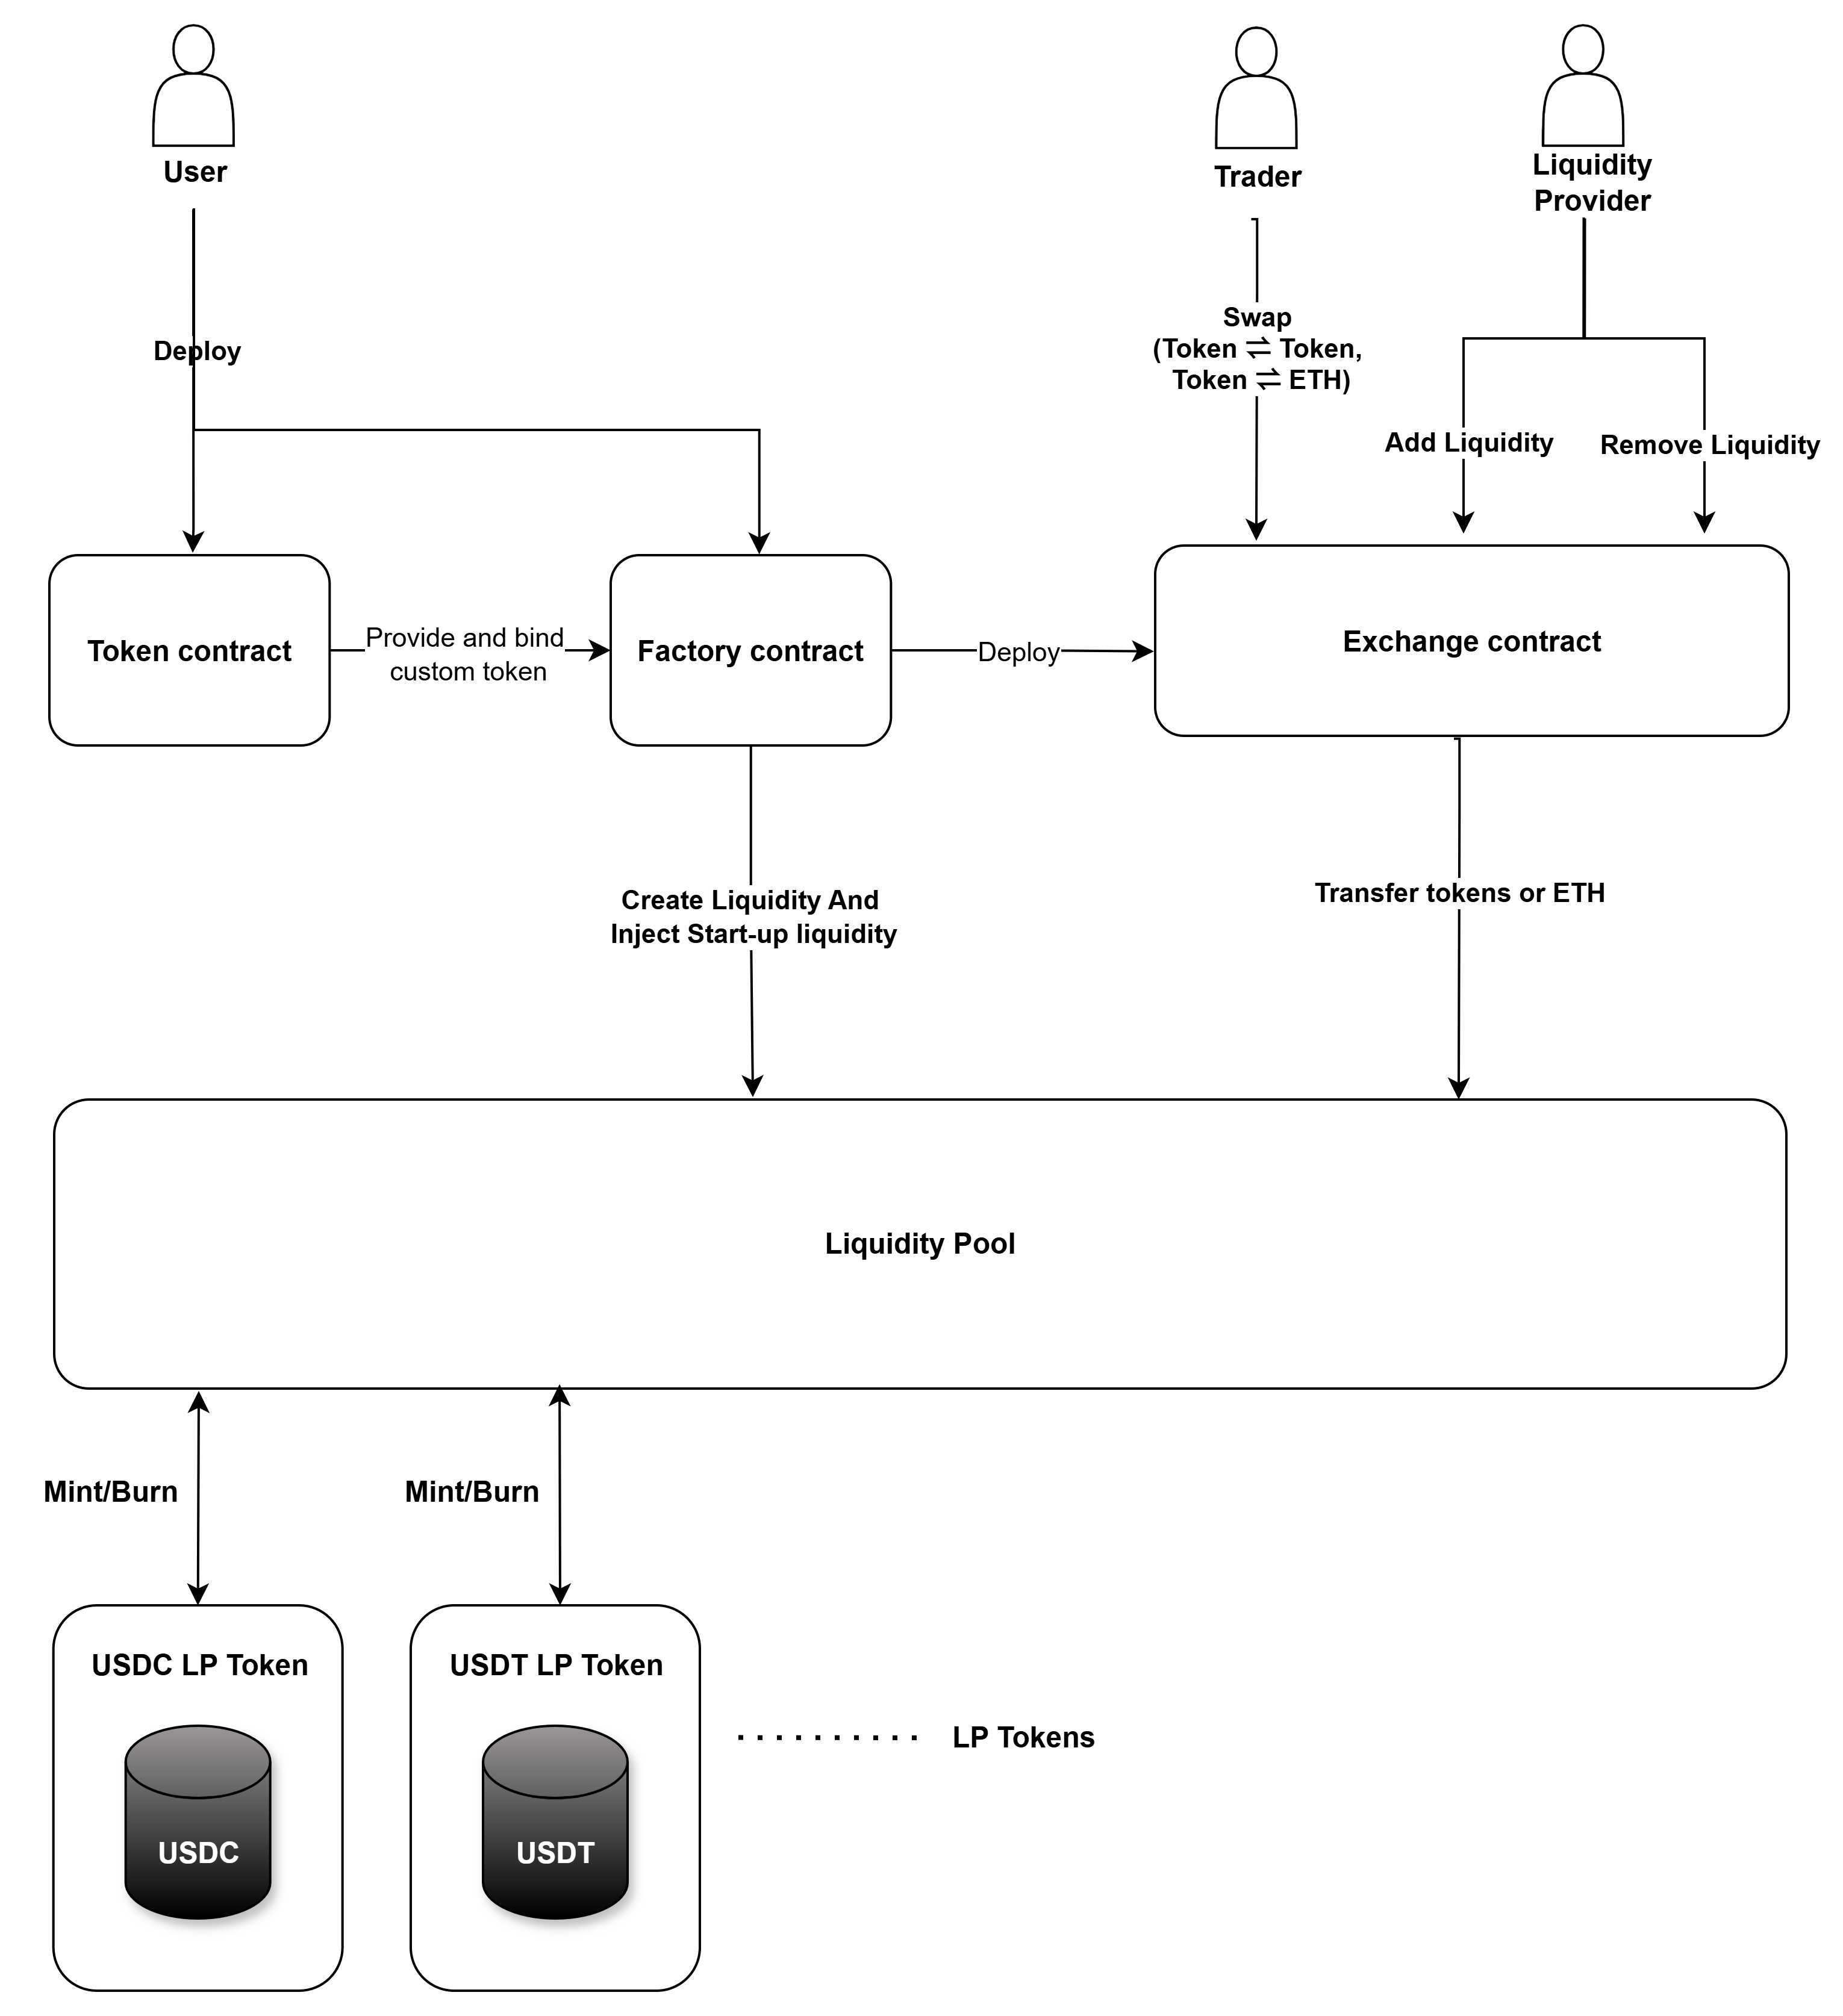 User
Trader
Liquidity
Provider
Deploy
Swap
(Token ⇌ Token,
Token ⇌ ETH)
Add Liquidity
Remove Liquidity
Token contract
Provide and bind
custom token
Factory contract
Deploy
Exchange contract
Create Liquidity And
Inject Start-up liquidity
Transfer tokens or ETH
Liquidity Pool
Mint/Burn
Mint/Burn
USDC LP Token
USDT LP Token
. . . . . . . . . . LP Tokens
USDC
USDT